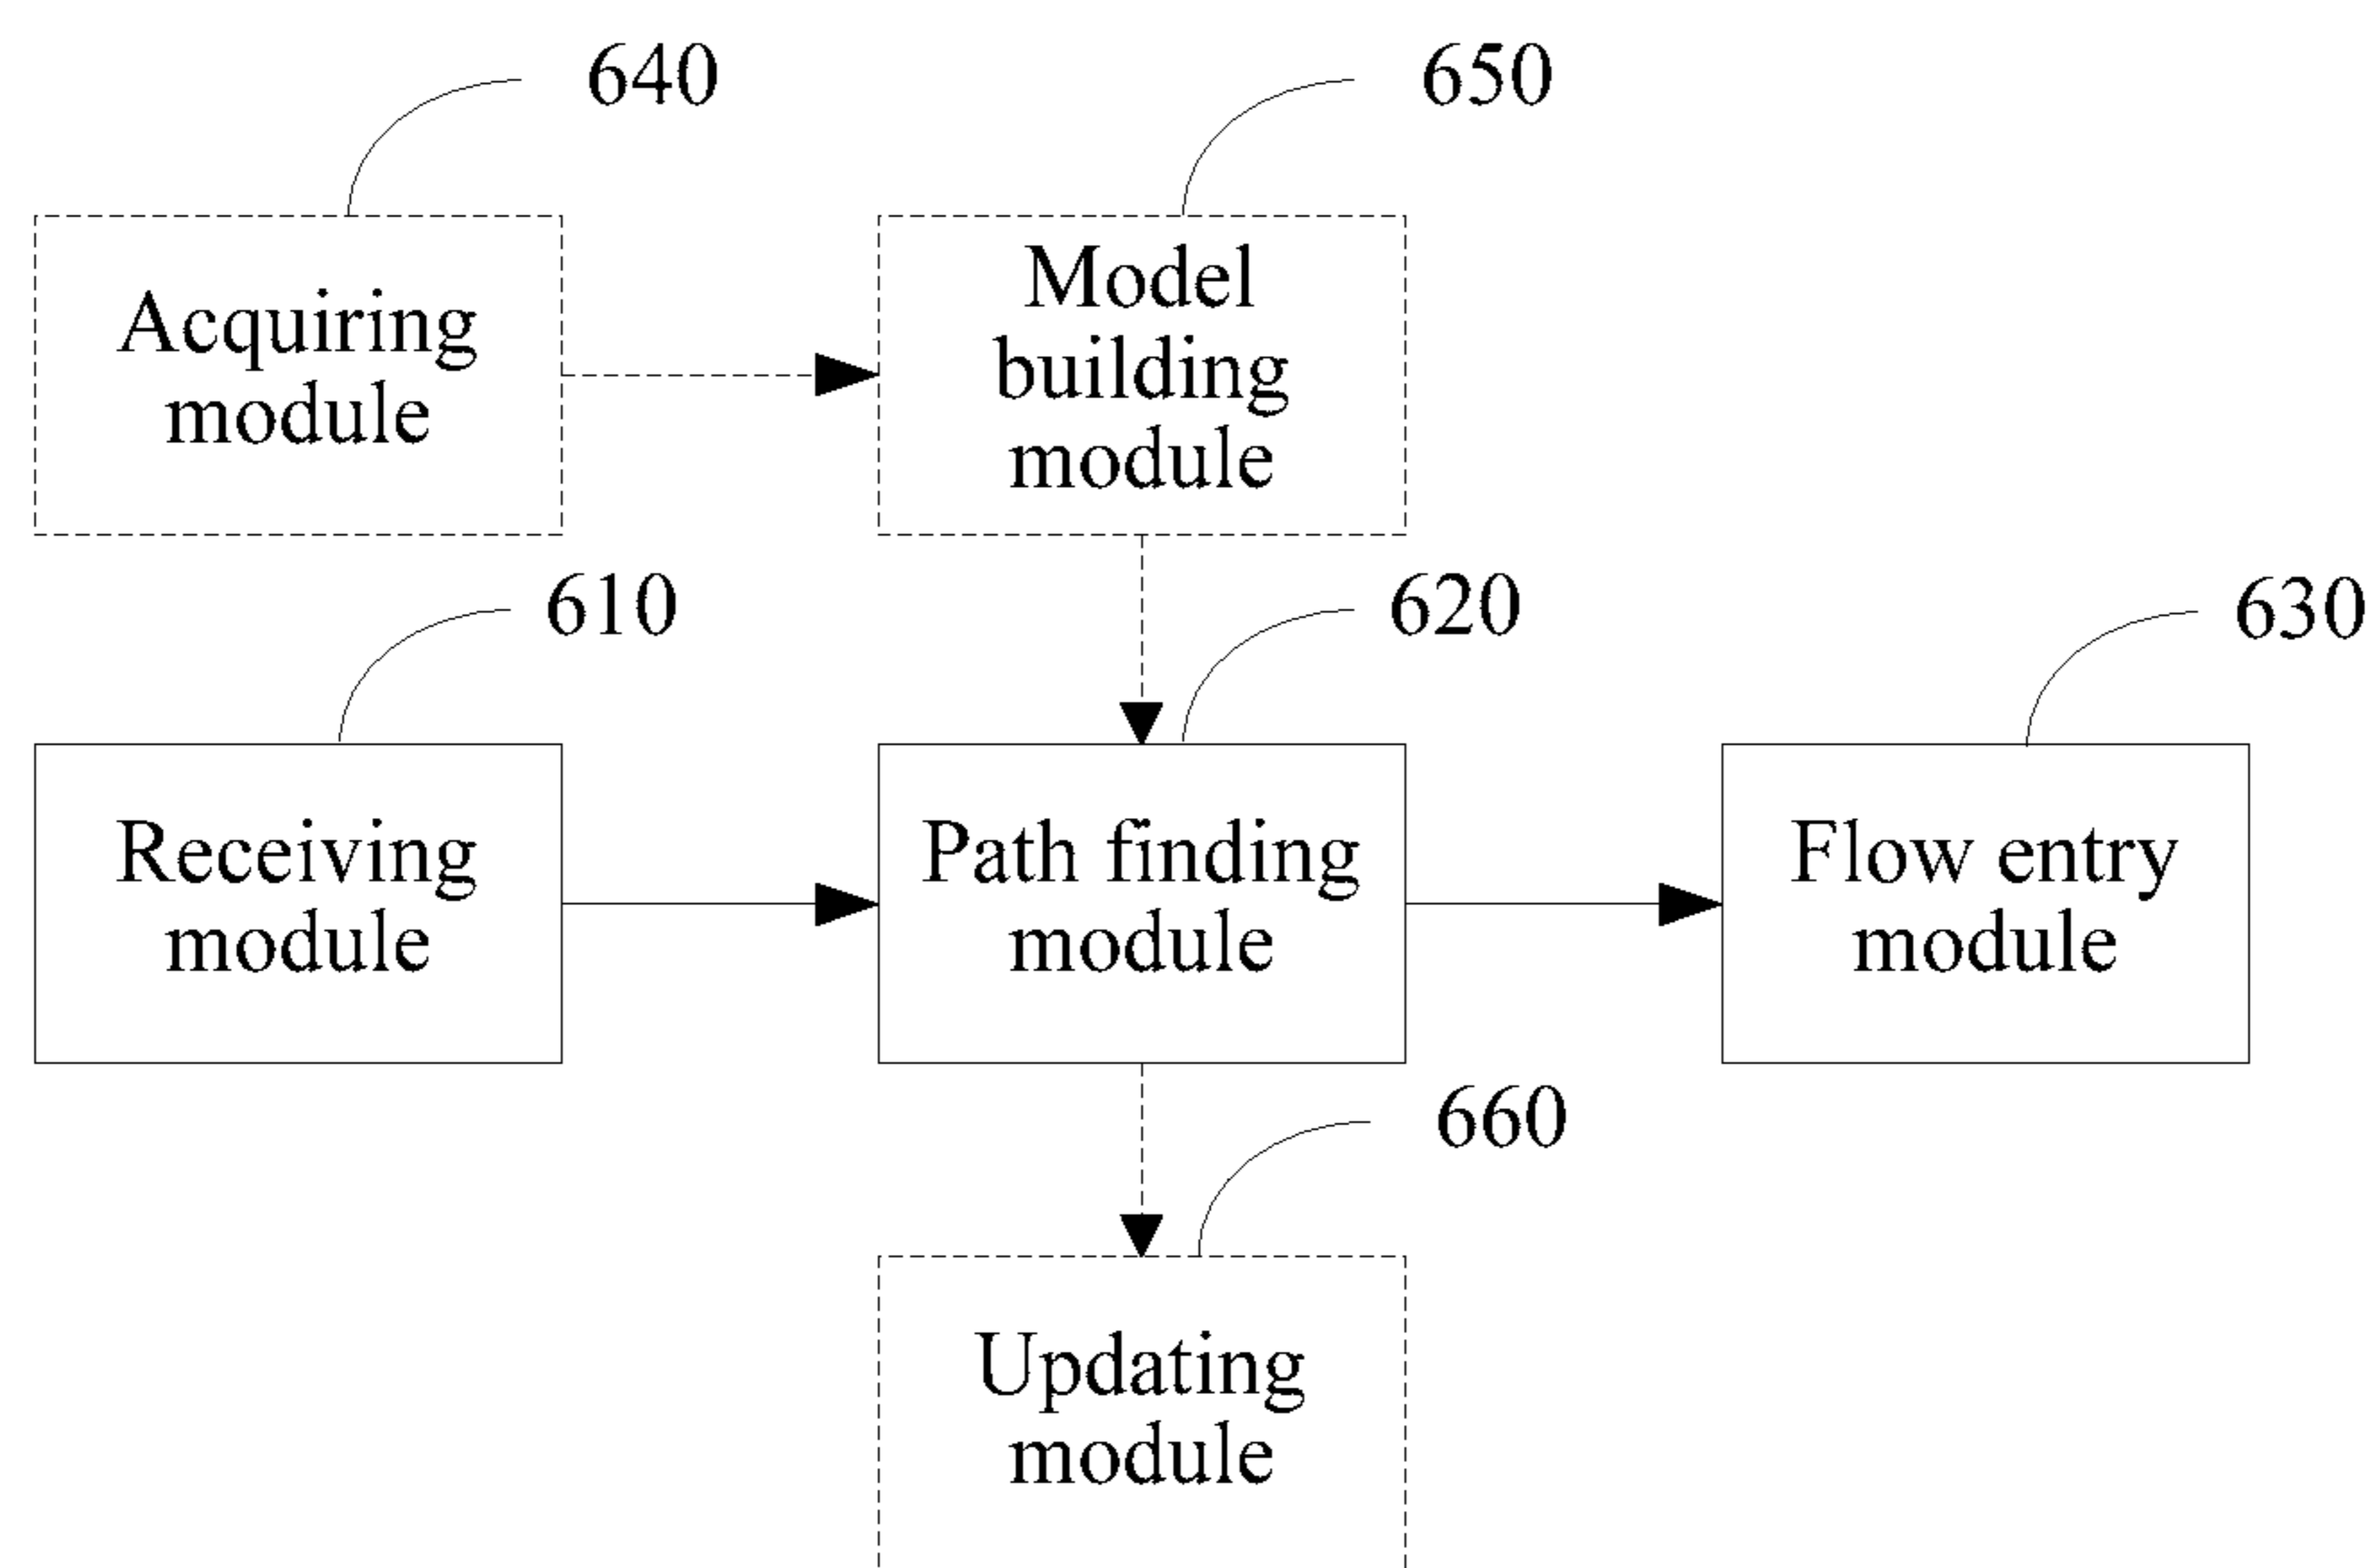 640
650
Acquiring
module
Model
building
module
610
620
630
Receiving
module
Path finding
module
Flow entry
module
660
Updating
module